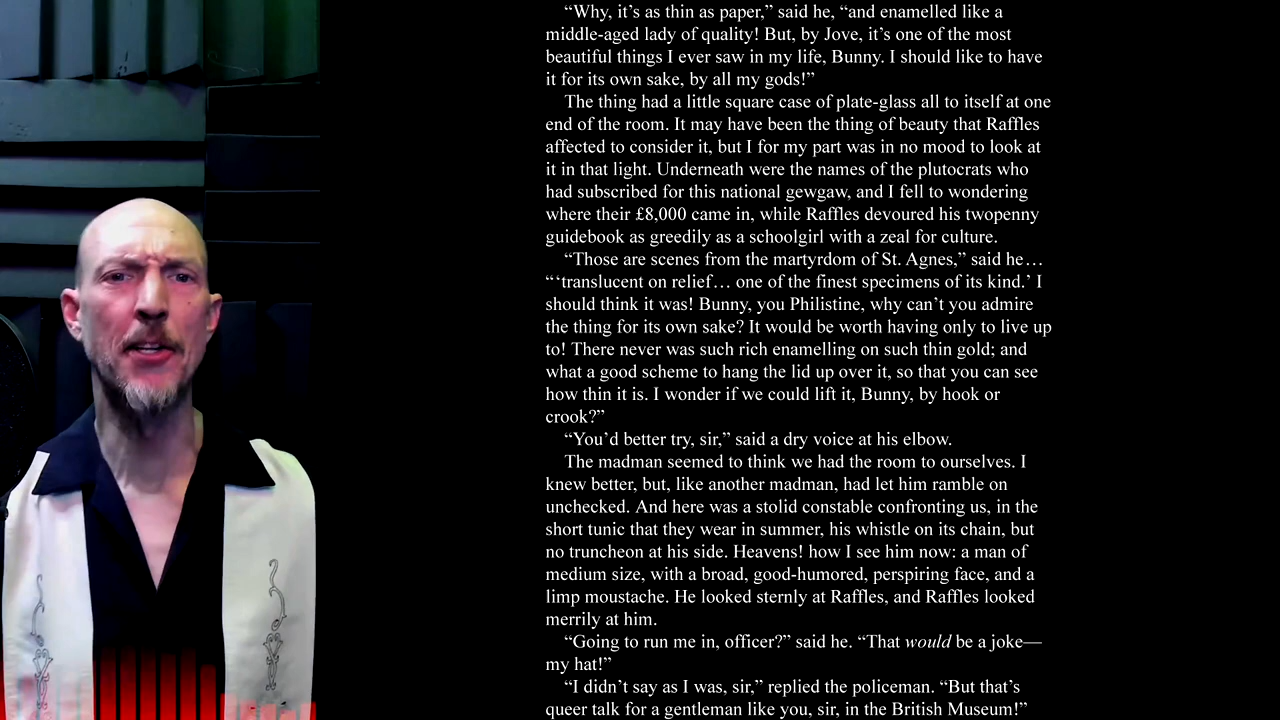 “Why, it’s as thin as paper,” said he, “and enamelled like a
middle-aged lady of quality! But, by Jove, it’s one of the most
beautiful things I ever saw in my life, Bunny. I should like to have
it for its own sake, by all my gods!”
The thing had a little square case of plate-glass all to itself at one
end of the room. It may have been the thing of beauty that Raffles
affected to consider it, but I for my part was in no mood to look at
it in that light. Underneath were the names of the plutocrats who
had subscribed for this national gewgaw, and I fell to wondering
where their £8,000 came in, while Raffles devoured his twopenny
guidebook as greedily as a schoolgirl with a zeal for culture.
“Those are scenes from the martyrdom of St. Agnes,” said he…
“‘translucent on relief… one of the finest specimens of its kind.’ I
should think it was! Bunny, you Philistine, why can’t you admire
the thing for its own sake? It would be worth having only to live up
to! There never was such rich enamelling on such thin gold; and
what a good scheme to hang the lid up over it, so that you can see
how thin it is. I wonder if we could lift it, Bunny, by hook or
crook?”
“You’d better try, sir,” said a dry voice at his elbow.
The madman seemed to think we had the room to ourselves. I
knew better, but, like another madman, had let him ramble on
unchecked. And here was a stolid constable confronting us, in the
short tunic that they wear in summer, his whistle on its chain, but
no truncheon at his side. Heavens! how I see him now: a man of
medium size, with a broad, good-humored, perspiring face, and a
limp moustache. He looked sternly at Raffles, and Raffles looked
merrily at him.
“Going to run me in, officer?” said he. “That would be a joke—
my hat!”
“I didn’t say as I was, sir,” replied the policeman. “But that’s
queer talk for a gentleman like you, sir, in the British Museum!”